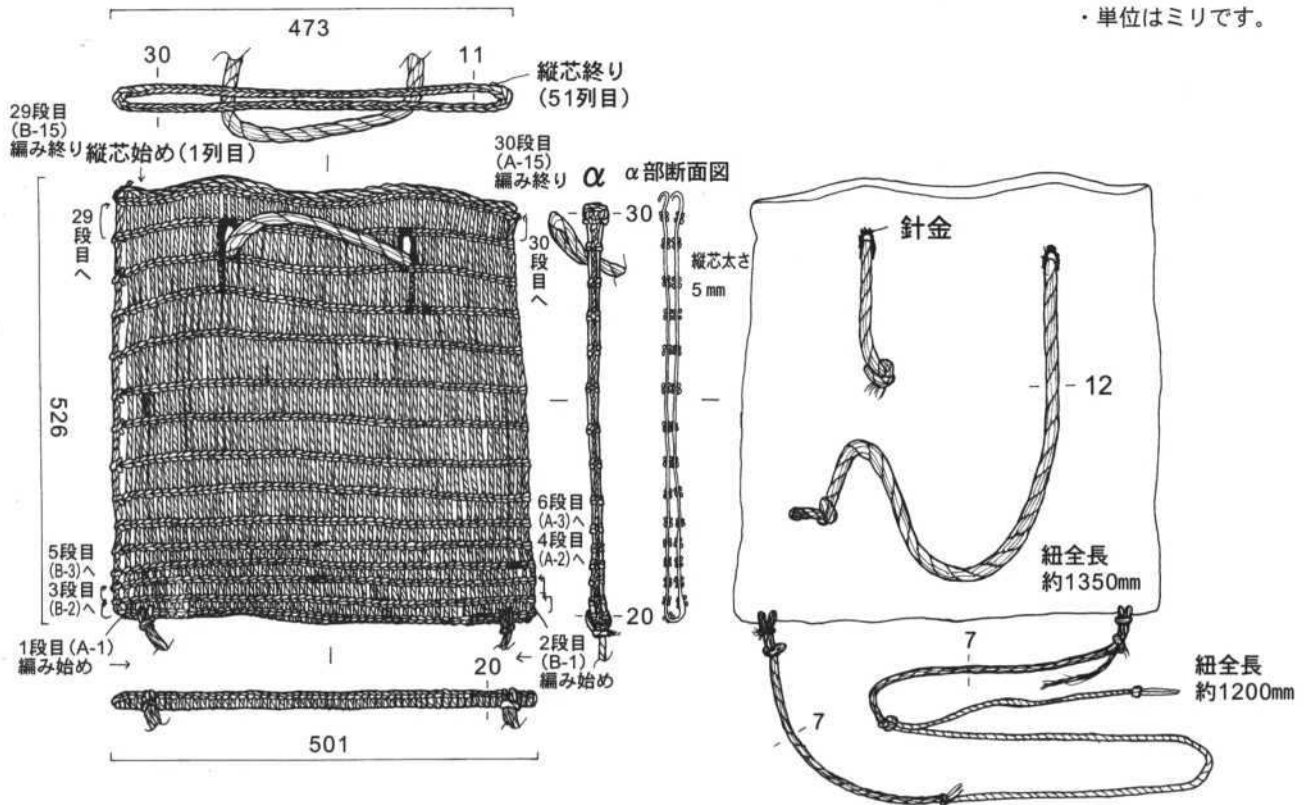 ・単位はミリです。
473
30
11
縦芯終り
(51列目)
29段目
(B-15)
編み終り
縦芯始め(1列目)
30段目
(A-15)
編み終り
α
α部断面図
29段目へ
30段目へ
30
縦芯太さ
5mm
針金
12
526
6段目
(A-3)へ
4段目
(A-2)へ
5段目
(B-3)へ
3段目
(B-2)へ
20
紐全長
約1350mm
1段目(A-1)
編み始め
2段目
(B-1)
編み始め
20
7
7
紐全長
約1200mm
501